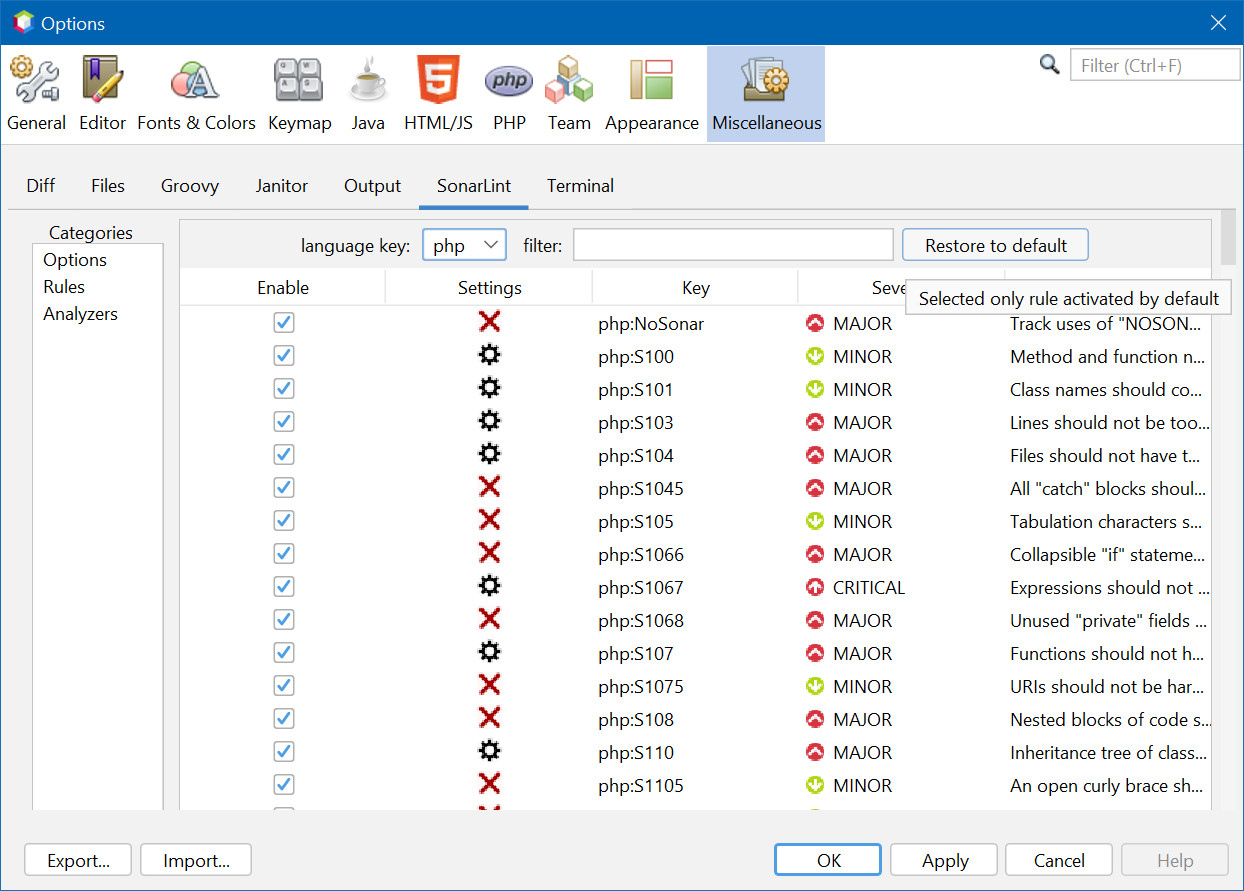 Options
Filter (Ctrl+F)
General Editor Fonts & Colors Keymap Java HTML/JS PHP Team Appearance Miscellaneous
Diff Files Groovy Janitor Output SonarLint Terminal
Categories
Options
Rules
Analyzers
language key: php filter: Restore to default
Enable Settings Key Seve
Selected only rule activated by default
php:NoSonar MAJOR Track uses of "NOSON...
php:S100 MINOR Method and function n...
php:S101 MINOR Class names should co...
php:S103 MAJOR Lines should not be too...
php:S104 MAJOR Files should not have t...
php:S1045 MAJOR All "catch" blocks shoul...
php:S105 MINOR Tabulation characters s...
php:S1066 MAJOR Collapsible "if" stateme...
php:S1067 CRITICAL Expressions should not ...
php:S1068 MAJOR Unused "private" fields ...
php:S107 MAJOR Functions should not h...
php:S1075 MINOR URIs should not be har...
php:S108 MAJOR Nested blocks of code s...
php:S110 MAJOR Inheritance tree of class...
php:S1105 MINOR An open curly brace sh...
Export... Import... OK Apply Cancel Help